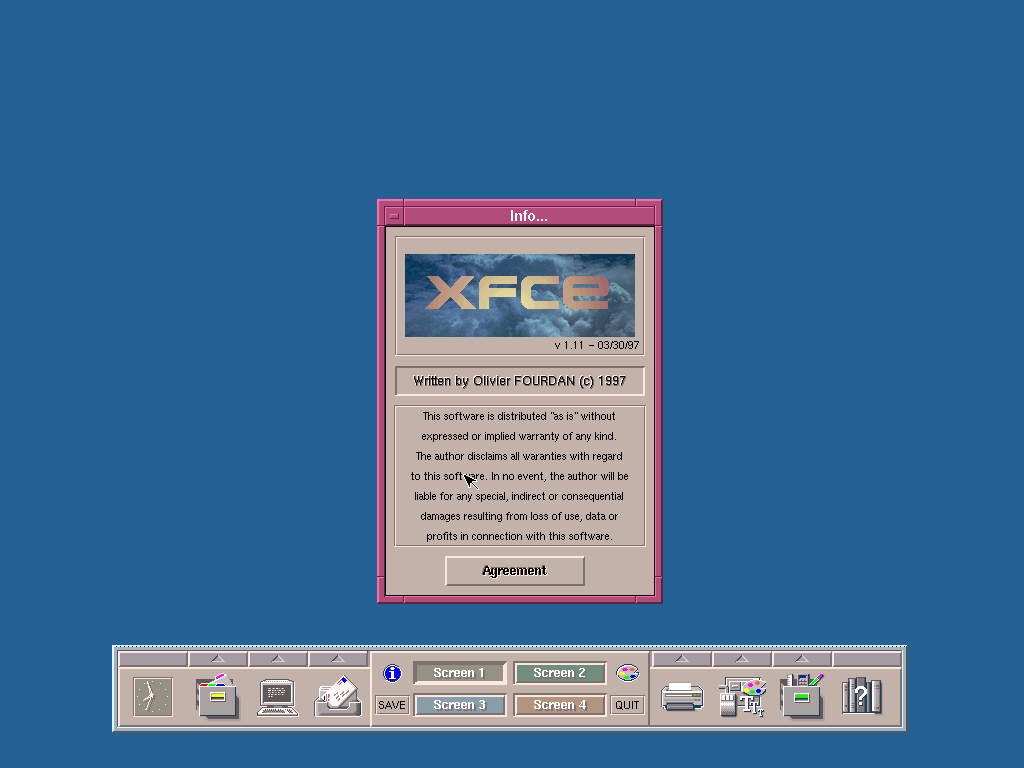 Info...
XFCE
v 1.11 - 03/30/97
Written by Olivier FOURDAN (c) 1997
This software is distributed "as is" without
expressed or implied warranty of any kind.
The author disclaims all waranties with regard
to this software. In no event, the author will be
liable for any special, indirect or consequential
damages resulting from loss of use, data or
profits in connection with this software.
Agreement
Screen 1 Screen 2
SAVE Screen 3 Screen 4 QUIT